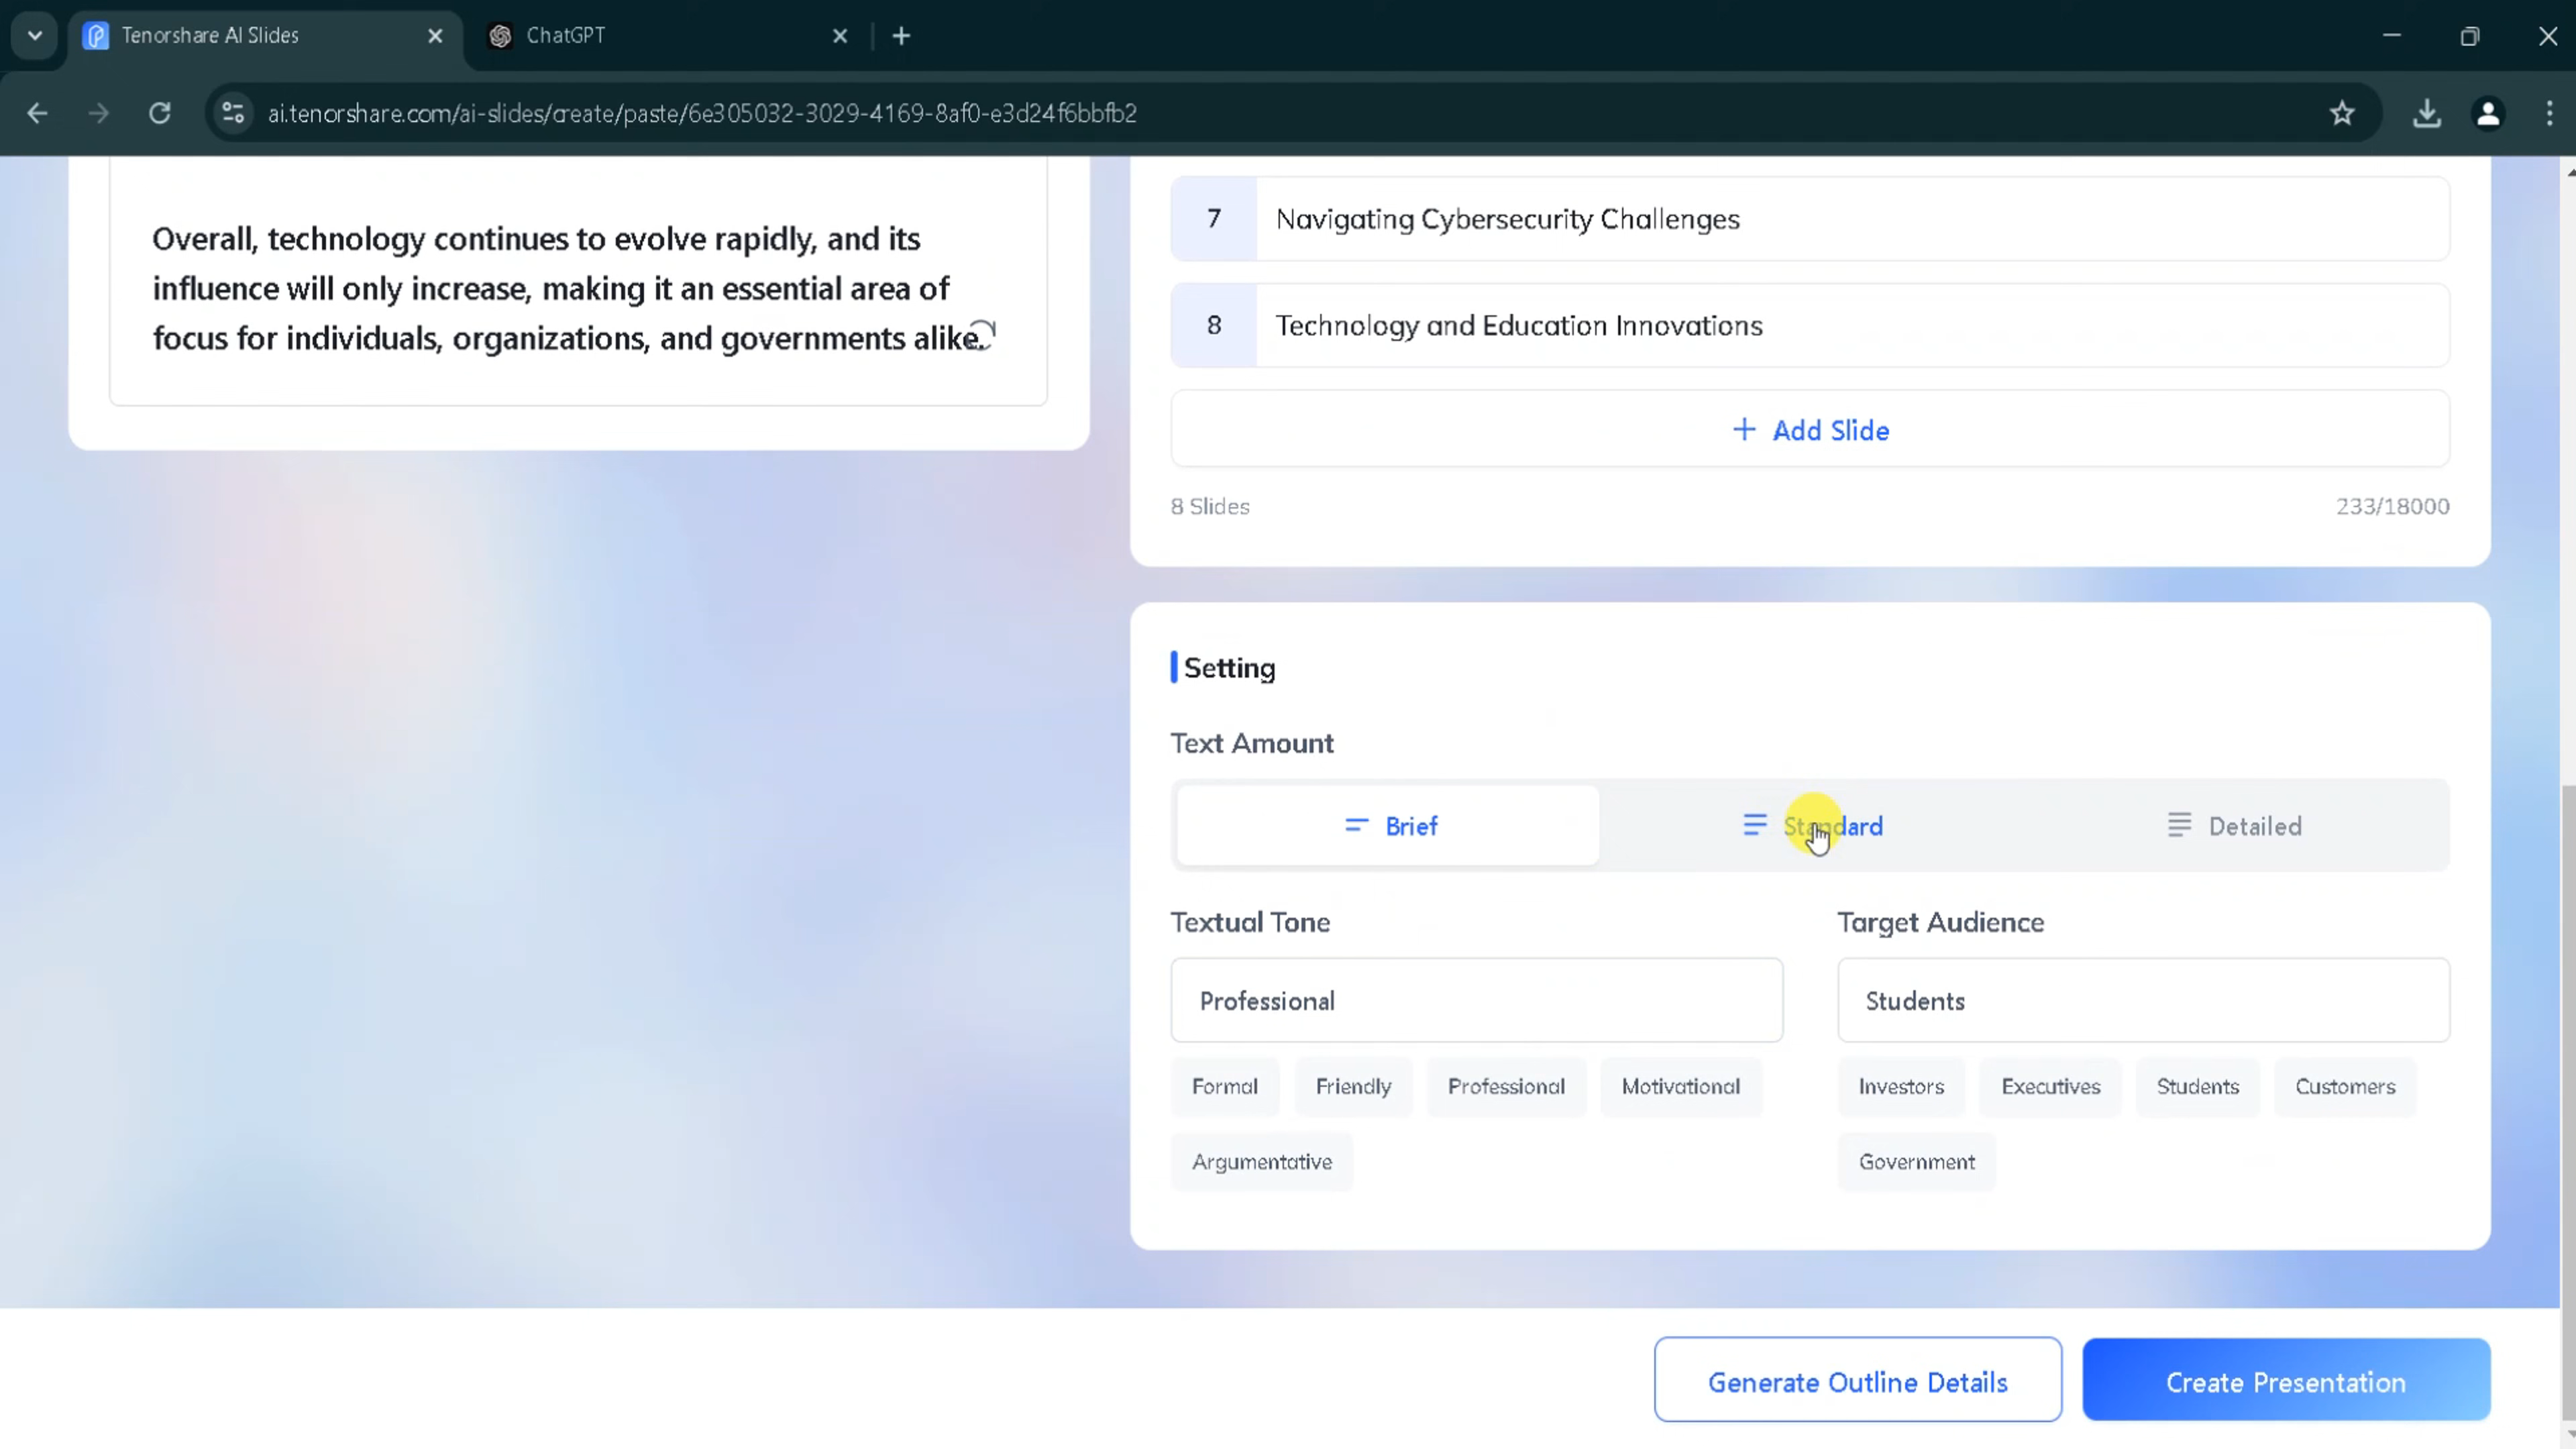 Tenorshare AI Slides
ChatGPT
ai.tenorshare.com/ai-slides/create/paste/6e305032-3029-4169-8af0-e3d24f6bbfb2
Overall, technology continues to evolve rapidly, and its
influence will only increase, making it an essential area of
focus for individuals, organizations, and governments alike.
7 Navigating Cybersecurity Challenges
8 Technology and Education Innovations
+ Add Slide
8 Slides 233/18000
Setting
Text Amount
Brief Standard Detailed
Textual Tone
Professional
Formal Friendly Professional Motivational
Argumentative
Target Audience
Students
Investors Executives Students Customers
Government
Generate Outline Details Create Presentation